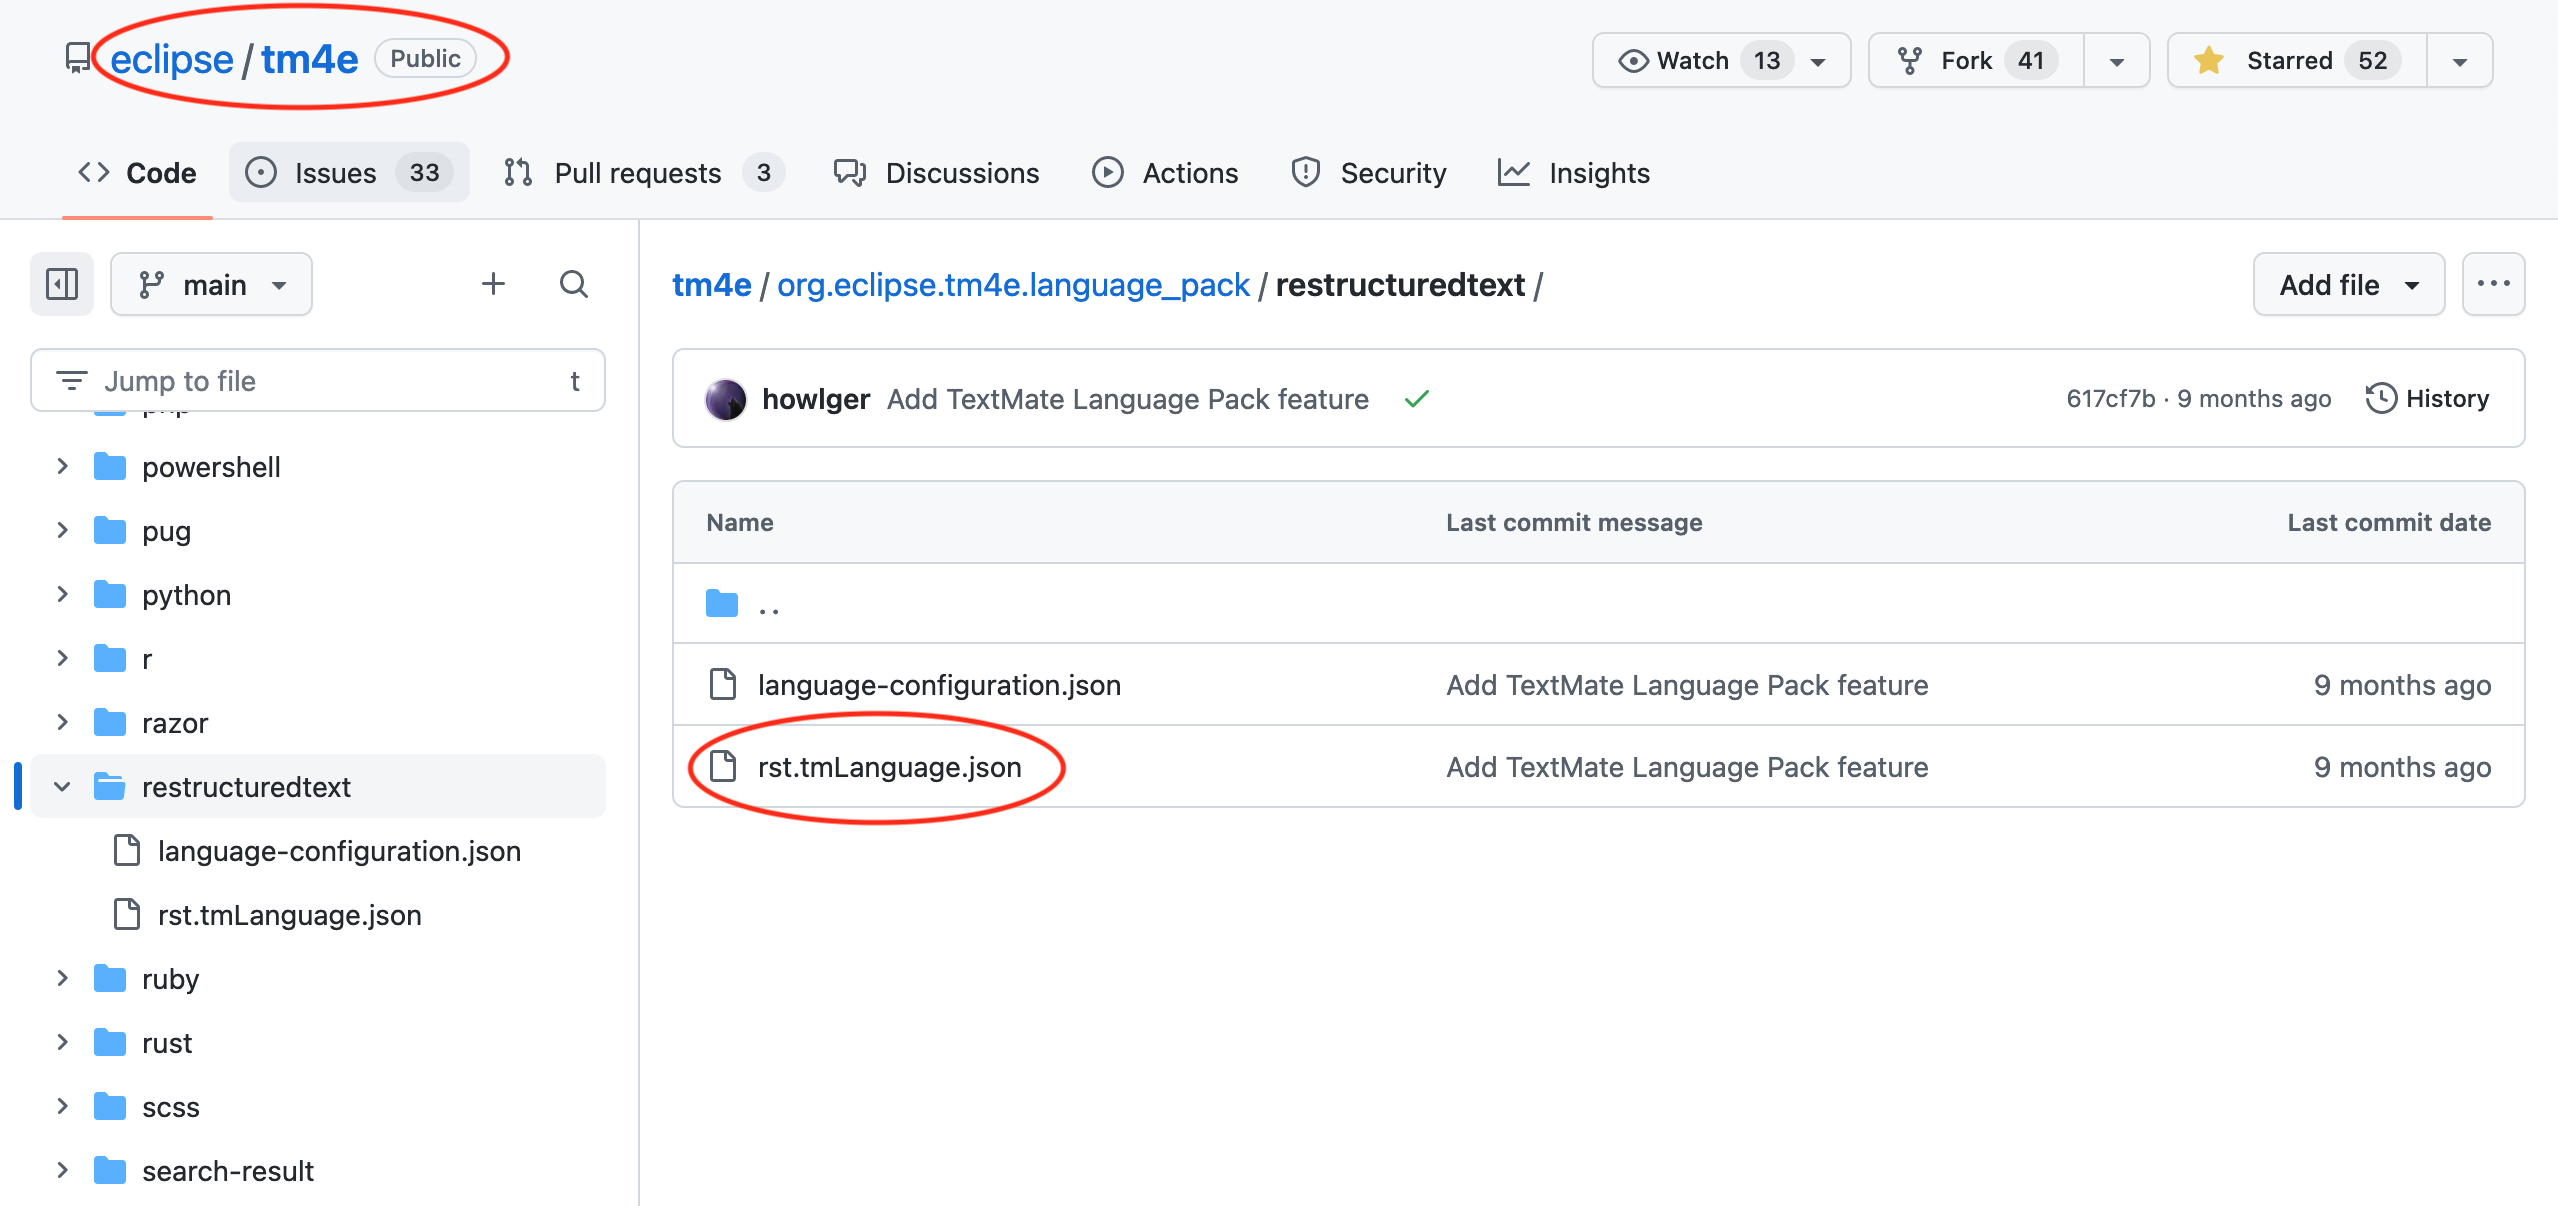 eclipse / tm4e Public
Watch 13
Fork 41
Starred 52
Code
Issues 33
Pull requests 3
Discussions
Actions
Security
Insights
main
Jump to file t
php
powershell
pug
python
r
razor
restructuredtext
language-configuration.json
rst.tmLanguage.json
ruby
rust
scss
search-result
tm4e / org.eclipse.tm4e.language_pack / restructuredtext /
Add file
howlger Add TextMate Language Pack feature
617cf7b · 9 months ago
History
Name Last commit message Last commit date
..
language-configuration.json Add TextMate Language Pack feature 9 months ago
rst.tmLanguage.json Add TextMate Language Pack feature 9 months ago